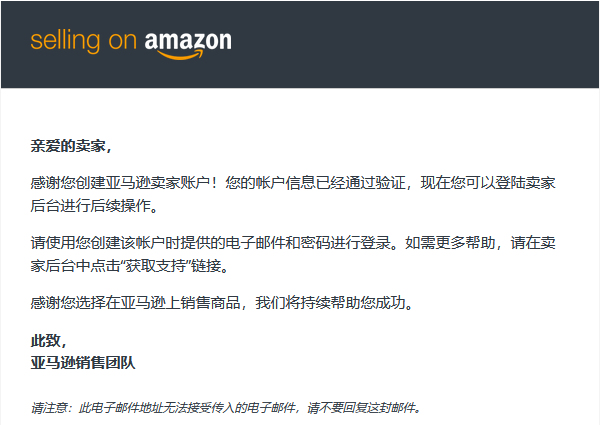 selling on amazon
亲爱的卖家，
感谢您创建亚马逊卖家账户！您的帐户信息已经通过验证，现在您可以登陆卖家
后台进行后续操作。
请使用您创建该帐户时提供的电子邮件和密码进行登录。如需更多帮助，请在卖
家后台中点击“获取支持”链接。
感谢您选择在亚马逊上销售商品，我们将持续帮助您成功。
此致，
亚马逊销售团队
请注意：此电子邮件地址无法接受传入的电子邮件，请不要回复这封邮件。